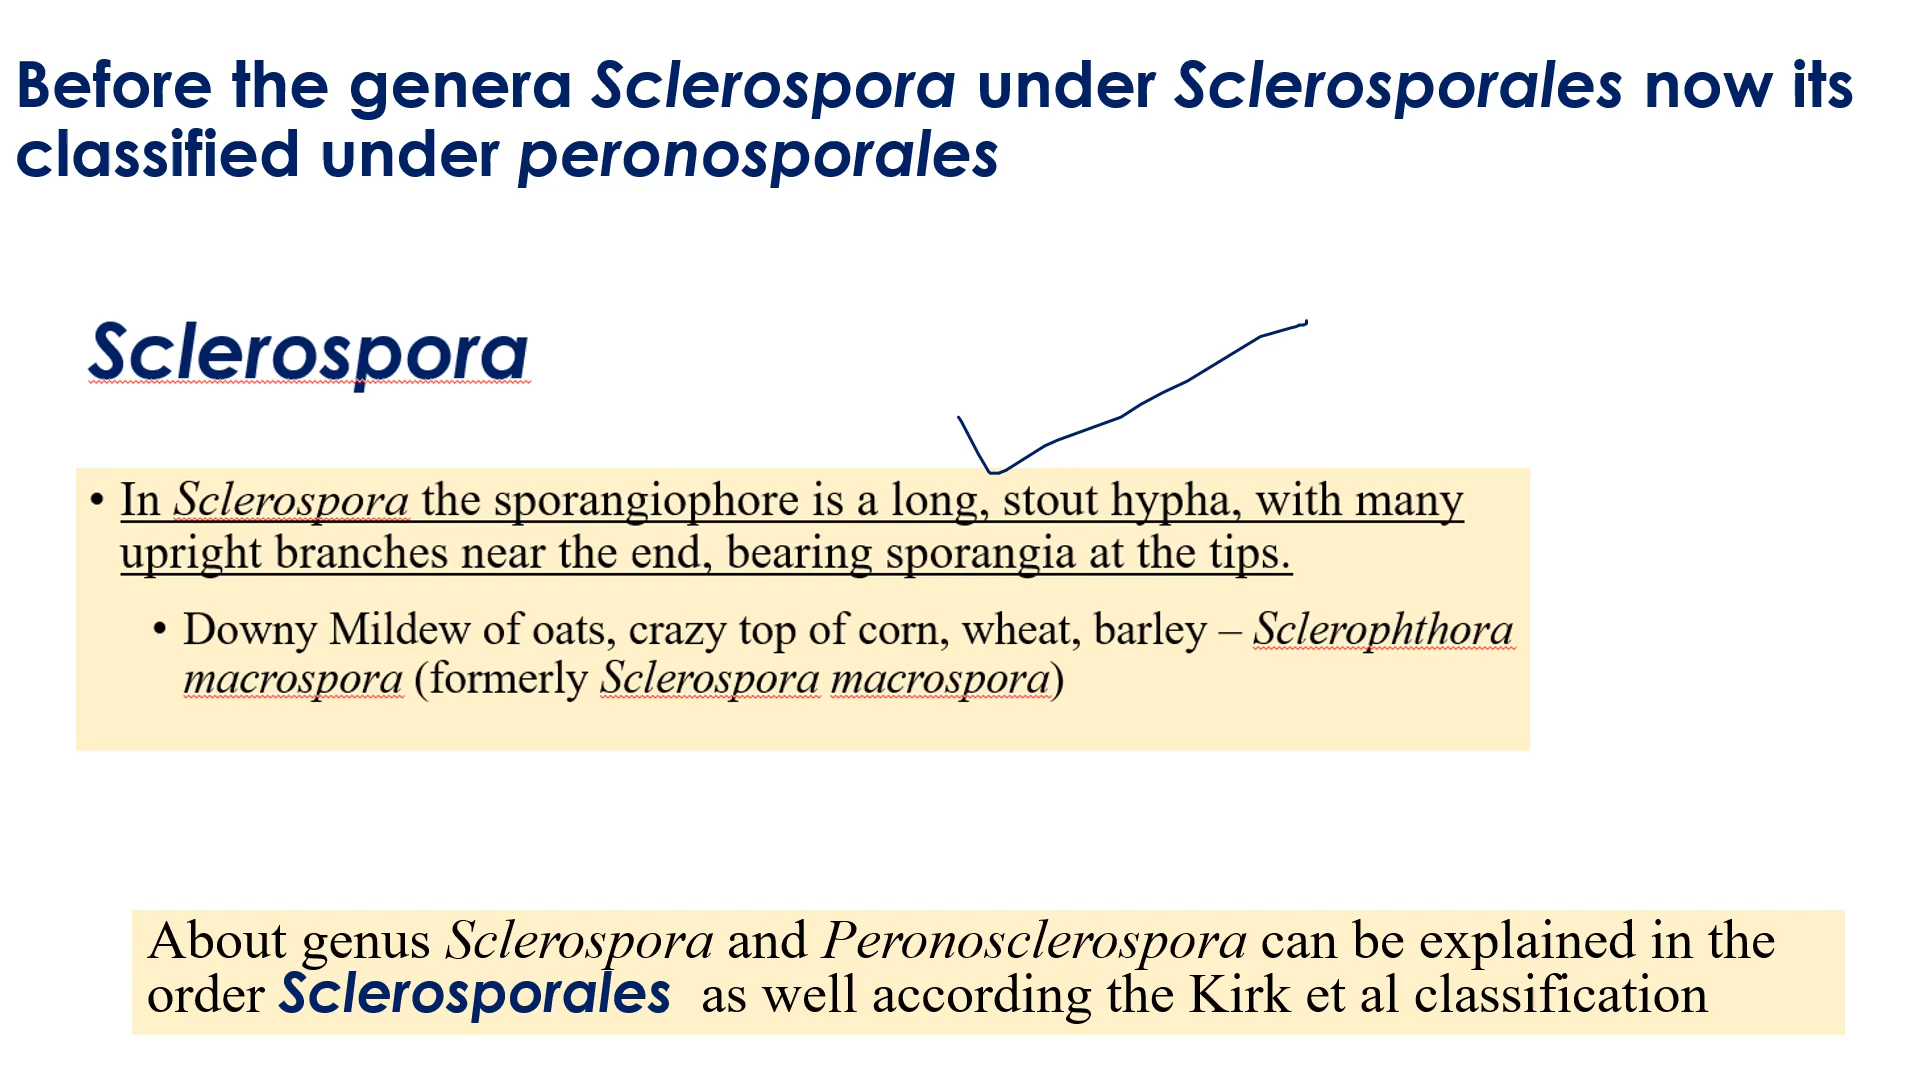 Before the genera Sclerospora under Sclerosporales now its
classified under peronosporales
Sclerospora
• In Sclerospora the sporangiophore is a long, stout hypha, with many
upright branches near the end, bearing sporangia at the tips.
• Downy Mildew of oats, crazy top of corn, wheat, barley – Sclerophthora
macrospora (formerly Sclerospora macrospora)
About genus Sclerospora and Peronosclerospora can be explained in the
order Sclerosporales as well according the Kirk et al classification